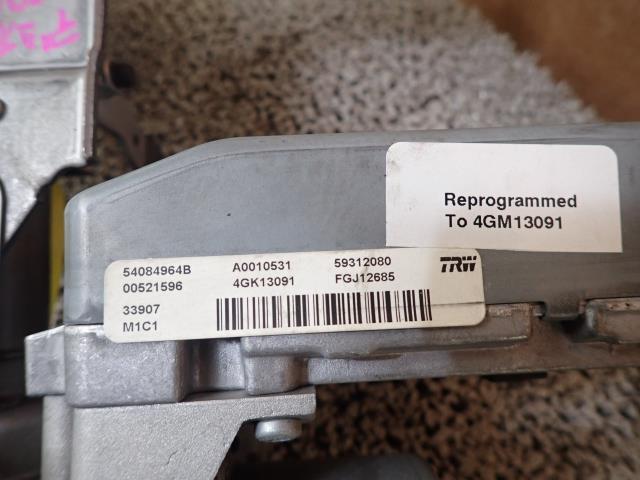 Reprogrammed
To 4GM13091
54084964B A0010531 59312080 TRW
00521596 4GK13091 FGJ12685
33907
M1C1